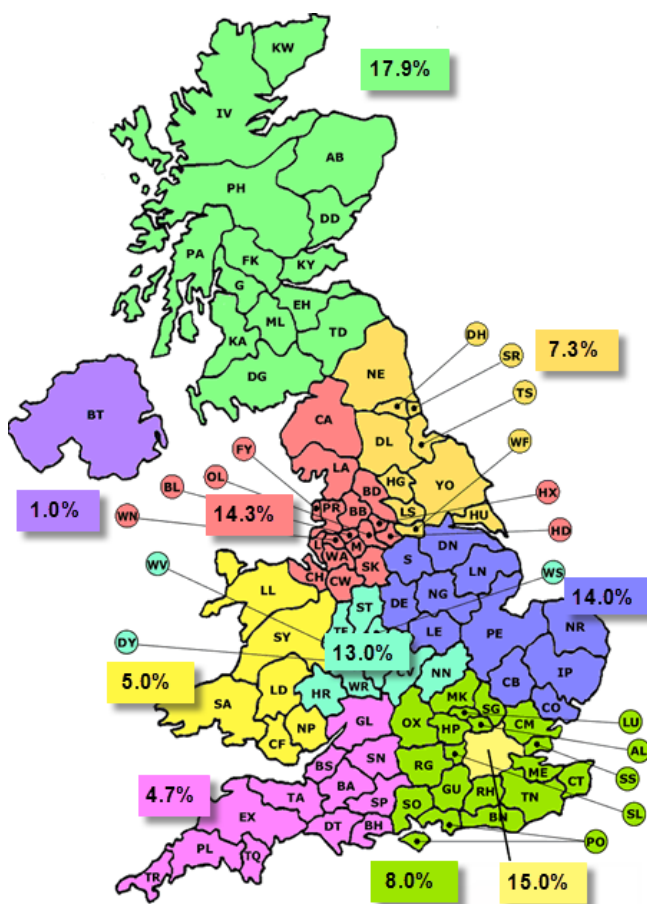 KW
17.9%
IV
AB
PH
DD
PA
FK
KY
G
EH
ML
TD
KA
DG
DH
SR
7.3%
NE
TS
CA
BT
DL
WF
FY
LA
HG
YO
OL
BD
BL
HX
1.0%
WN
14.3%
PR
BB
LS
HU
HD
L
M
WA
SK
S
DN
WV
CH
CW
LN
WS
LL
ST
DE
NG
14.0%
NR
SY
TF
LE
PE
DY
13.0%
CV
NN
IP
5.0%
LD
HR
WR
CB
SA
MK
CO
NP
GL
OX
SG
CM
LU
CF
HP
AL
BS
SN
RG
SS
4.7%
BA
ME
CT
TA
GU
RH
TN
SL
EX
SP
SO
BN
DT
BH
PL
TQ
PO
TR
8.0%
15.0%